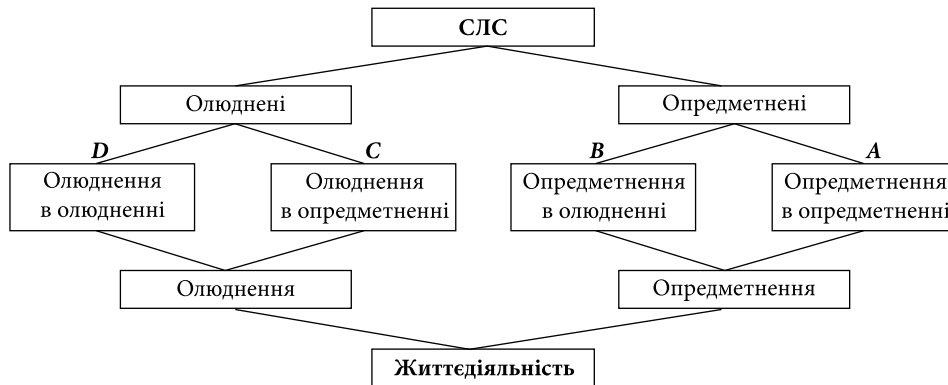 СЛС
Олюднені
Опредметнені
D
C
B
A
Олюднення
в олюдненні
Олюднення
в опредметненні
Опредметнення
в олюдненні
Опредметнення
в опредметненні
Олюднення
Опредметнення
Життєдіяльність